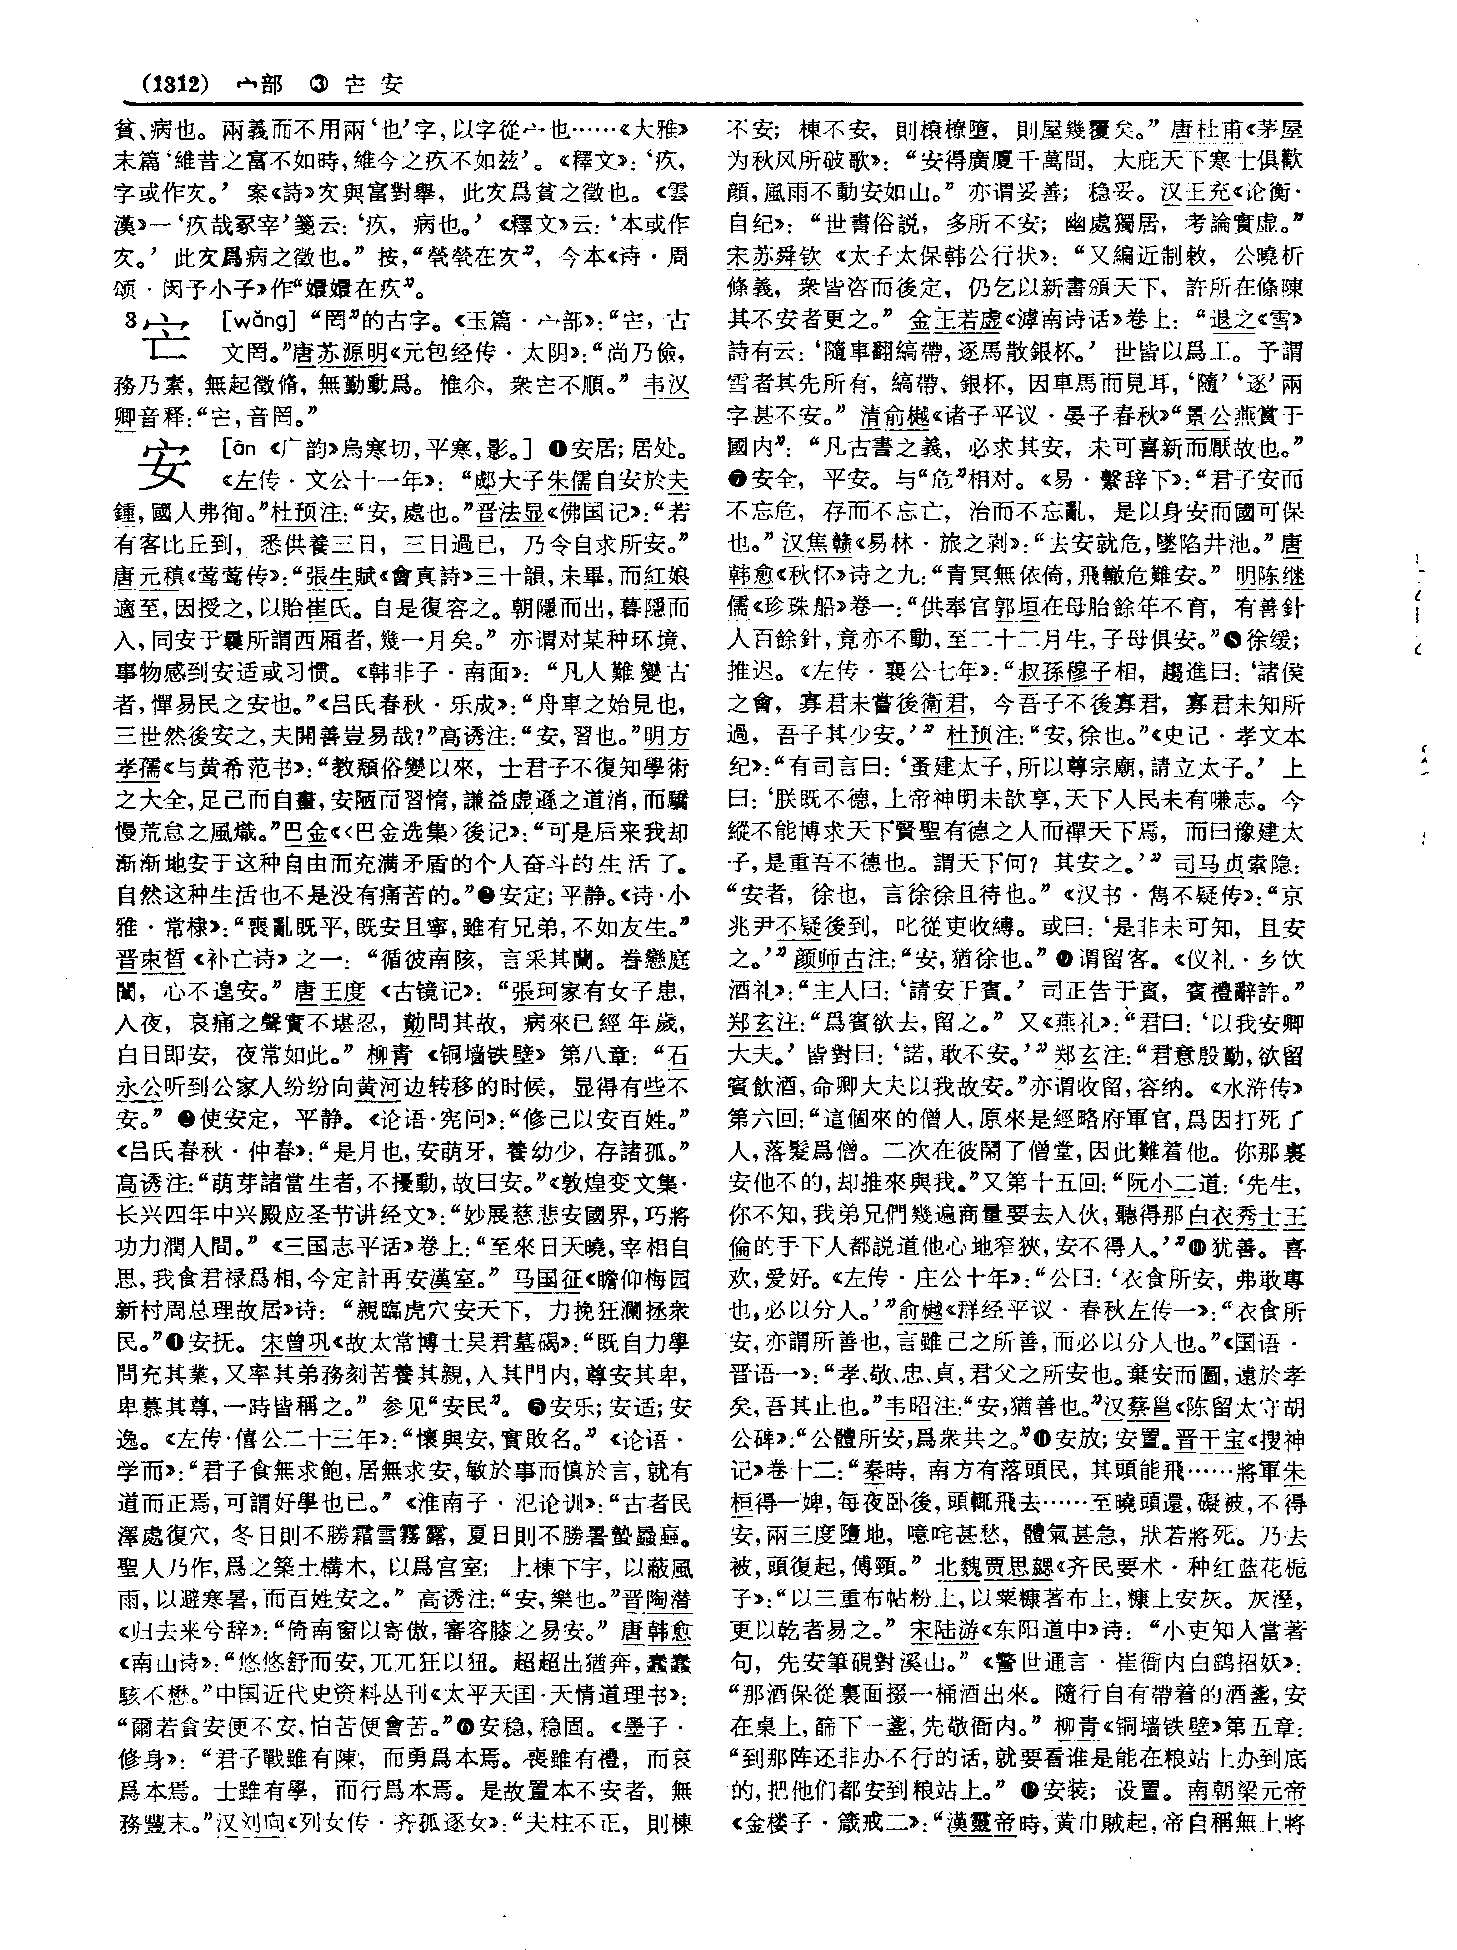 (1312) 宀部 ❸ 㝉 安
貧、病也。兩義而不用兩‘也’字,以字從宀也……《大雅》
末篇‘維昔之富不如時,維今之疚不如玆’。《釋文》:‘疚,
字或作㝌。’ 案《詩》㝌與富對舉, 此㝌爲貧之徵也。《雲
漢》一‘疚哉冢宰’箋云:‘疚, 病也。’《釋文》云:‘本或作
㝌。’ 此㝌爲病之徵也。” 按,“煢煢在㝌”, 今本《诗·周
颂·闵予小子》作“嬛嬛在疚”。
3 [wǎng] “罔”的古字。《玉篇·宀部》:“, 古
文罔。”唐苏源明《元包经传·太阴》:“尚乃儉,
務乃素, 無起徵脩, 無勤動爲。惟尒, 衆不順。” 韦汉
卿音释:“, 音罔。”
安 [ān 《广韵》烏寒切,平寒,影。] ❶安居; 居处。
《左传·文公十一年》: “郕大子朱儒自安於夫
鍾,國人弗徇。”杜预注:“安,處也。”晋法显《佛国记》:“若
有客比丘到, 悉供養三日, 三日過已, 乃令自求所安。”
唐元稹《莺莺传》:“張生賦《會真詩》三十韻,未畢,而紅娘
適至,因授之,以貽崔氏。自是復容之。朝隱而出,暮隱而
入,同安于曩所謂西厢者,幾一月矣。” 亦谓对某种环境、
事物感到安适或习惯。《韩非子·南面》: “凡人難變古
者,憚易民之安也。”《吕氏春秋·乐成》:“舟車之始見也,
三世然後安之,夫開善豈易哉?”高诱注:“安,習也。”明方
孝孺《与黄希范书》:“教頽俗變以來, 士君子不復知學術
之大全,足己而自畫,安陋而習惰,謙益虚遜之道消,而驕
慢荒怠之風熾。”巴金《〈巴金选集〉後记》:“可是后来我却
渐渐地安于这种自由而充满矛盾的个人奋斗的生活了。
自然这种生活也不是没有痛苦的。”❷安定; 平静。《诗·小
雅·常棣》:“喪亂既平,既安且寧,雖有兄弟,不如友生。”
晋束晳《补亡诗》之一: “循彼南陔, 言采其蘭。眷戀庭
闈, 心不遑安。” 唐王度《古镜记》: “張珂家有女子患,
入夜, 哀痛之聲實不堪忍, 勣問其故, 病來已經年歲,
白日即安, 夜常如此。” 柳青《铜墙铁壁》第八章: “石
永公听到公家人纷纷向黄河边转移的时候, 显得有些不
安。” ❸使安定, 平静。《论语·宪问》:“修己以安百姓。”
《吕氏春秋·仲春》:“是月也,安萌牙, 養幼少, 存諸孤。”
高诱注:“萌芽諸當生者,不擾動,故曰安。”《敦煌变文集·
长兴四年中兴殿应圣节讲经文》:“妙展慈悲安國界,巧將
功力潤人間。” 《三国志平话》卷上:“至來日天曉,宰相自
思,我食君禄爲相,今定計再安漢室。” 马国征《瞻仰梅园
新村周总理故居》诗: “親臨虎穴安天下, 力挽狂瀾拯衆
民。”❹安抚。宋曾巩《故太常博士吴君墓碣》:“既自力學
問充其業,又率其弟務刻苦養其親,入其門内,尊安其卑,
卑慕其尊,一時皆稱之。” 参见“安民”。❺安乐; 安适; 安
逸。《左传·僖公二十三年》:“懷與安,實敗名。” 《论语·
学而》:“君子食無求飽,居無求安,敏於事而慎於言,就有
道而正焉,可謂好學也已。”《淮南子·氾论训》:“古者民
澤處復穴, 冬日則不勝霜雪霧露, 夏日則不勝暑蟄蟲䖟。
聖人乃作,爲之築土構木, 以爲宫室; 上棟下宇, 以蔽風
雨,以避寒暑,而百姓安之。” 高诱注:“安,樂也。”晋陶潜
《归去来兮辞》:“倚南窗以寄傲,審容膝之易安。” 唐韩愈
《南山诗》:“悠悠舒而安,兀兀狂以狃。超超出猶奔,蠢蠢
駭不懋。”中国近代史资料丛刊《太平天国·天情道理书》:
“爾若貪安便不安,怕苦便會苦。”❻安稳,稳固。《墨子·
修身》: “君子戰雖有陳, 而勇爲本焉。喪雖有禮, 而哀
爲本焉。士雖有學, 而行爲本焉。是故置本不安者, 無
務豐末。”汉刘向《列女传·齐孤逐女》:“夫柱不正, 則棟
不安; 棟不安, 則榱橑墮, 則屋幾覆矣。” 唐杜甫《茅屋
为秋风所破歌》: “安得廣厦千萬間, 大庇天下寒士俱歡
顔,風雨不動安如山。” 亦谓妥善; 稳妥。汉王充《论衡·
自纪》: “世書俗説, 多所不安; 幽處獨居, 考論實虚。”
宋苏舜钦《太子太保韩公行状》: “又編近制敕, 公曉析
條義, 衆皆咨而後定, 仍乞以新書頒天下, 許所在條陳
其不安者更之。” 金王若虚《滹南诗话》卷上: “退之《雪》
詩有云: ‘隨車翻縞帶,逐馬散銀杯。’ 世皆以爲工。予謂
雪者其先所有, 縞帶、銀杯, 因車馬而見耳,‘隨’‘逐’兩
字甚不安。” 清俞樾《诸子平议·晏子春秋》“景公燕賞于
國内”: “凡古書之義, 必求其安, 未可喜新而厭故也。”
❼安全, 平安。与“危”相对。《易·繫辞下》:“君子安而
不忘危, 存而不忘亡, 治而不忘亂, 是以身安而國可保
也。” 汉焦赣《易林·旅之剥》:“去安就危,墜陷井池。” 唐
韩愈《秋怀》诗之九:“青冥無依倚,飛轍危難安。” 明陈继
儒《珍珠船》卷一:“供奉官郭垣在母胎餘年不育, 有善針
人百餘針,竟亦不動,至二十二月生,子母俱安。”❽徐缓;
推迟。《左传·襄公七年》:“叔孫穆子相, 趨進曰: ‘諸侯
之會, 寡君未嘗後衛君, 今吾子不後寡君, 寡君未知所
過, 吾子其少安。’” 杜预注:“安,徐也。”《史记·孝文本
纪》:“有司言曰: ‘蚤建太子,所以尊宗廟,請立太子。’ 上
曰: ‘朕既不德,上帝神明未歆享,天下人民未有嗛志。今
縱不能博求天下賢聖有德之人而禪天下焉, 而曰豫建太
子,是重吾不德也。謂天下何? 其安之。’” 司马贞索隐:
“安者, 徐也, 言徐徐且待也。” 《汉书·雋不疑传》:“京
兆尹不疑後到, 叱從吏收縛。或曰: ‘是非未可知, 且安
之。’” 颜师古注:“安,猶徐也。” ❾谓留客。《仪礼·乡饮
酒礼》:“主人曰: ‘請安于賓。’ 司正告于賓, 賓禮辭許。”
郑玄注:“爲賓欲去,留之。” 又《燕礼》:“君曰: ‘以我安卿
大夫。’ 皆對曰: ‘諾,敢不安。’” 郑玄注:“君意殷勤,欲留
賓飲酒,命卿大夫以我故安。”亦谓收留,容纳。《水浒传》
第六回:“這個來的僧人,原來是經略府軍官,爲因打死了
人,落髮爲僧。二次在彼鬧了僧堂,因此難着他。你那裏
安他不的,却推來與我。”又第十五回:“阮小二道: ‘先生,
你不知,我弟兄們幾遍商量要去入伙,聽得那白衣秀士王
倫的手下人都説道他心地窄狹,安不得人。’”❿犹善。喜
欢,爱好。《左传·庄公十年》:“公曰: ‘衣食所安, 弗敢專
也,必以分人。’”俞樾《群经平议·春秋左传一》:“衣食所
安,亦謂所善也,言雖己之所善,而必以分人也。”《国语·
晋语一》:“孝、敬、忠、貞,君父之所安也。棄安而圖,遠於孝
矣,吾其止也。”韦昭注:“安,猶善也。”汉蔡邕《陈留太守胡
公碑》:“公體所安,爲衆共之。”⓫安放; 安置。晋干宝《搜神
记》卷十二:“秦時, 南方有落頭民, 其頭能飛……將軍朱
桓得一婢,每夜卧後,頭輒飛去……至曉頭還,礙被,不得
安,兩三度墮地, 噫咤甚愁, 體氣甚急, 狀若將死。乃去
被,頭復起,傅頸。” 北魏贾思勰《齐民要术·种红蓝花栀
子》:“以三重布帖粉上,以粟糠著布上,糠上安灰。灰溼,
更以乾者易之。” 宋陆游《东阳道中》诗: “小吏知人當著
句, 先安筆硯對溪山。” 《警世通言·崔衙内白鹞招妖》:
“那酒保從裏面掇一桶酒出來。隨行自有帶着的酒盞,安
在桌上,篩下一盞,先敬衙内。” 柳青《铜墙铁壁》第五章:
“到那阵还非办不行的话,就要看谁是能在粮站上办到底
的,把他们都安到粮站上。” ⓬安装; 设置。南朝梁元帝
《金楼子·箴戒二》:“漢靈帝時,黄巾賊起,帝自稱無上將